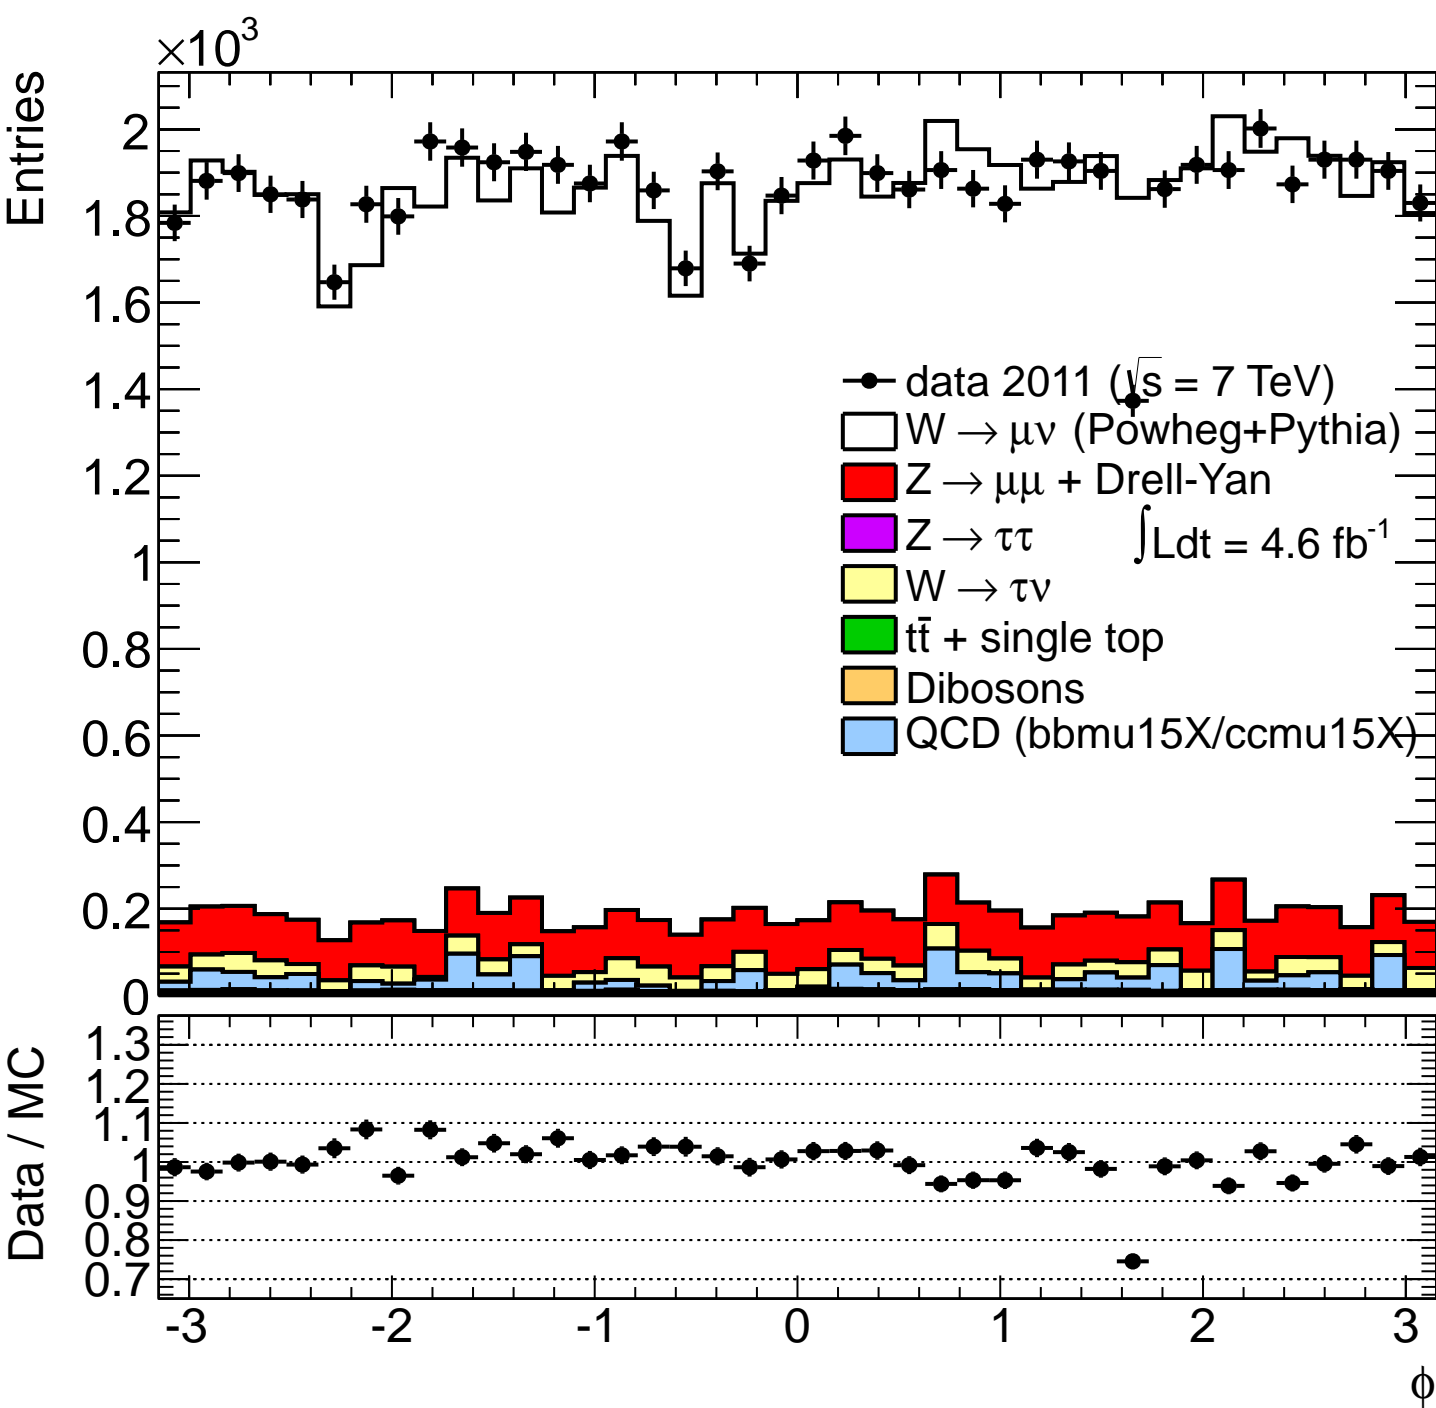 ×10³
Entries
2
1.8
1.6
1.4
1.2
1
0.8
0.6
0.4
0.2
0
data 2011 (√s = 7 TeV)
W → μν (Powheg+Pythia)
Z → μμ + Drell-Yan
Z → ττ
∫Ldt = 4.6 fb⁻¹
W → τν
tt̄ + single top
Dibosons
QCD (bbmu15X/ccmu15X)
Data / MC
1.3
1.2
1.1
1
0.9
0.8
0.7
-3 -2 -1 0 1 2 3
ϕ